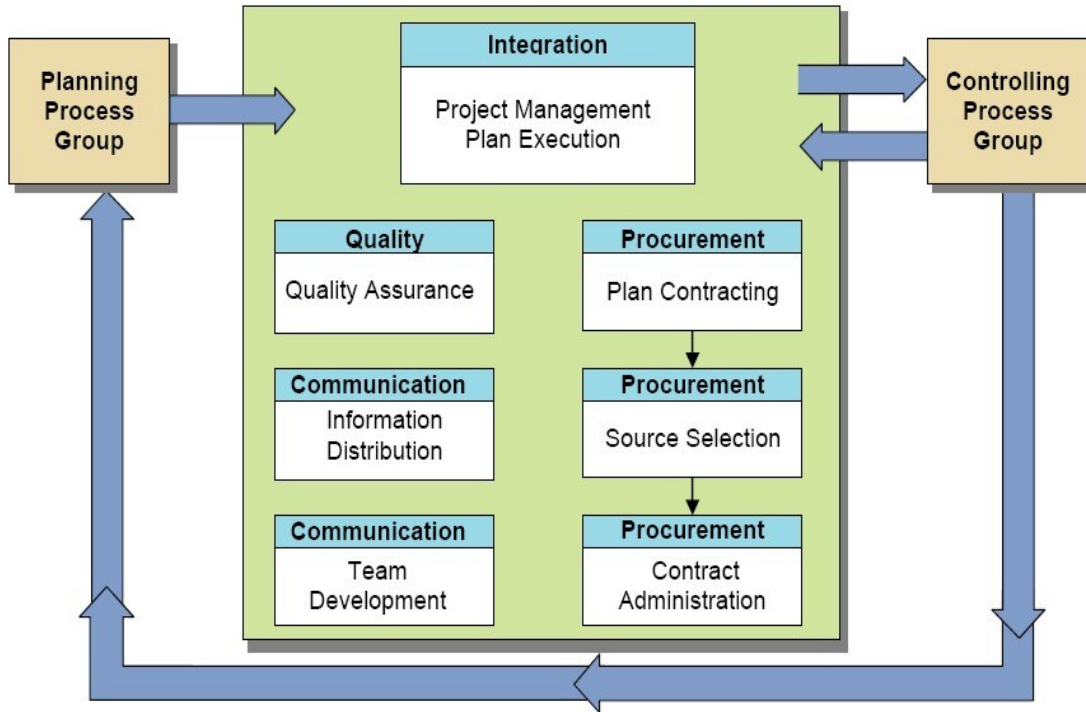 Integration
Project Management
Plan Execution
Planning
Process
Group
Controlling
Process
Group
Quality
Quality Assurance
Communication
Information
Distribution
Communication
Team
Development
Procurement
Plan Contracting
Procurement
Source Selection
Procurement
Contract
Administration